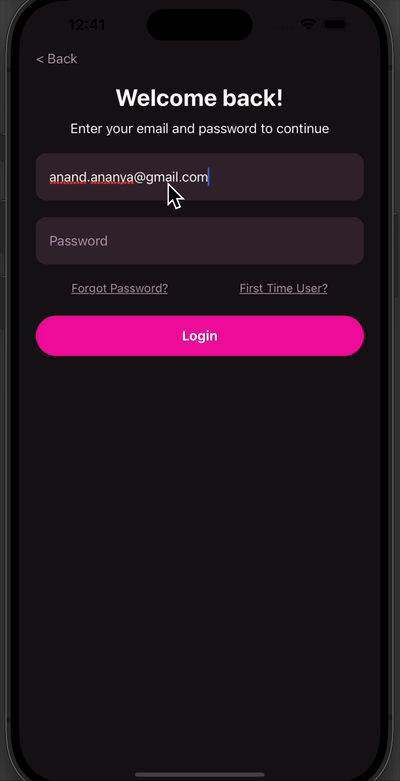 12:41
< Back
Welcome back!
Enter your email and password to continue
anand.ananya@gmail.com
Password
Forgot Password? First Time User?
Login